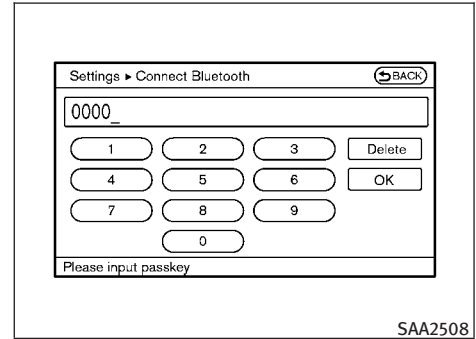 Settings ▸ Connect Bluetooth
BACK
0000_
1 2 3 Delete
4 5 6 OK
7 8 9
0
Please input passkey
SAA2508